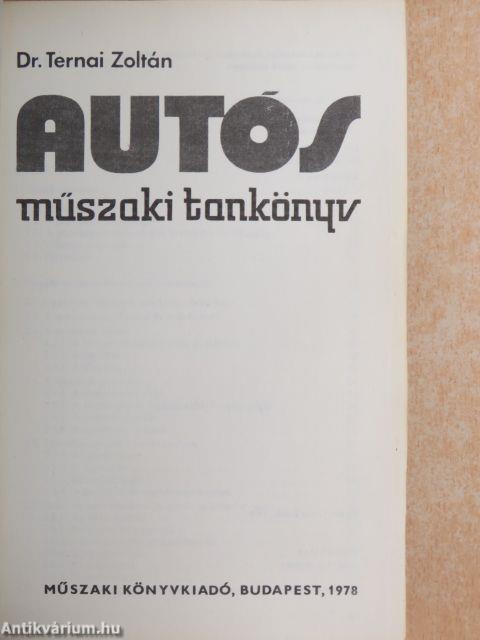 Dr. Ternai Zoltán
AUTÓS
műszaki tankönyv
MŰSZAKI KÖNYVKIADÓ, BUDAPEST, 1978
Antikvárium.hu